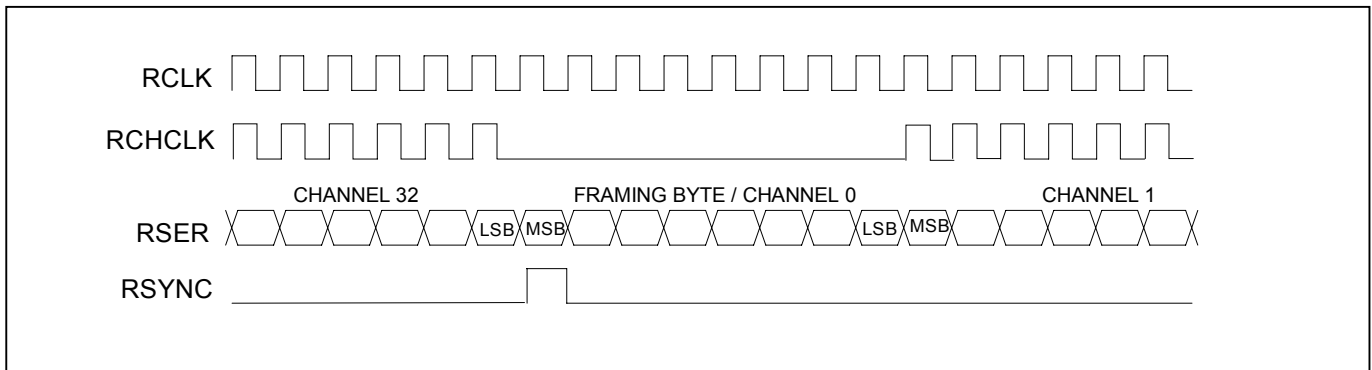 RCLK
RCHCLK
CHANNEL 32 FRAMING BYTE / CHANNEL 0 CHANNEL 1
RSER LSB MSB LSB MSB
RSYNC